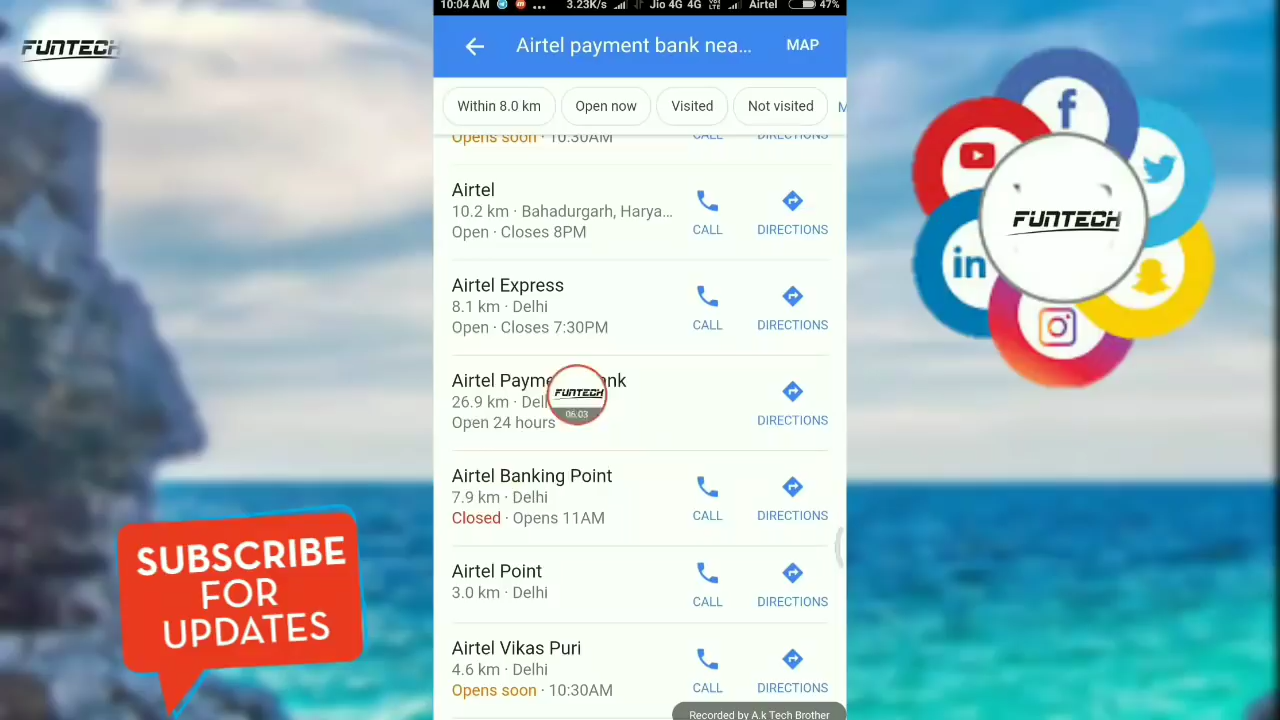 10:04 AM ... 3.23K/s Jio 4G 4G Airtel 47%
FUNTECH
Airtel payment bank nea... MAP
Within 8.0 km Open now Visited Not visited
Opens soon · 10:30AM CALL DIRECTIONS
Airtel
10.2 km · Bahadurgarh, Harya...
Open · Closes 8PM
CALL DIRECTIONS
Airtel Express
8.1 km · Delhi
Open · Closes 7:30PM
CALL DIRECTIONS
26.9 km
Open 24 hours
DIRECTIONS
FUNTECH
06.03
Airtel Banking Point
7.9 km · Delhi
Closed · Opens 11AM
CALL DIRECTIONS
Airtel Point
3.0 km · Delhi
CALL DIRECTIONS
Airtel Vikas Puri
4.6 km · Delhi
Opens soon · 10:30AM
CALL DIRECTIONS
Recorded by A.k Tech Brother
SUBSCRIBE
FOR
UPDATES
f
in
FUNTECH